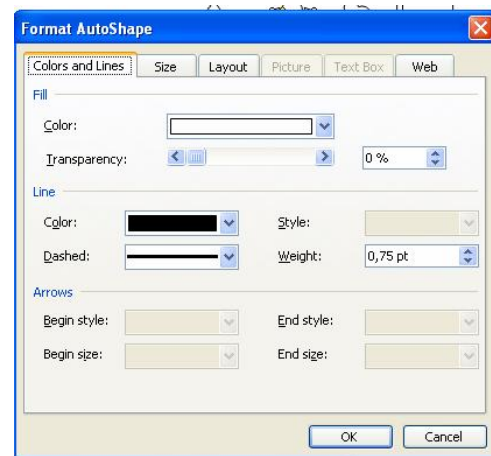 Format AutoShape
Colors and Lines Size Layout Picture Text Box Web
Fill
Color:
Transparency: 0 %
Line
Color: Style:
Dashed: Weight: 0,75 pt
Arrows
Begin style: End style:
Begin size: End size:
OK Cancel